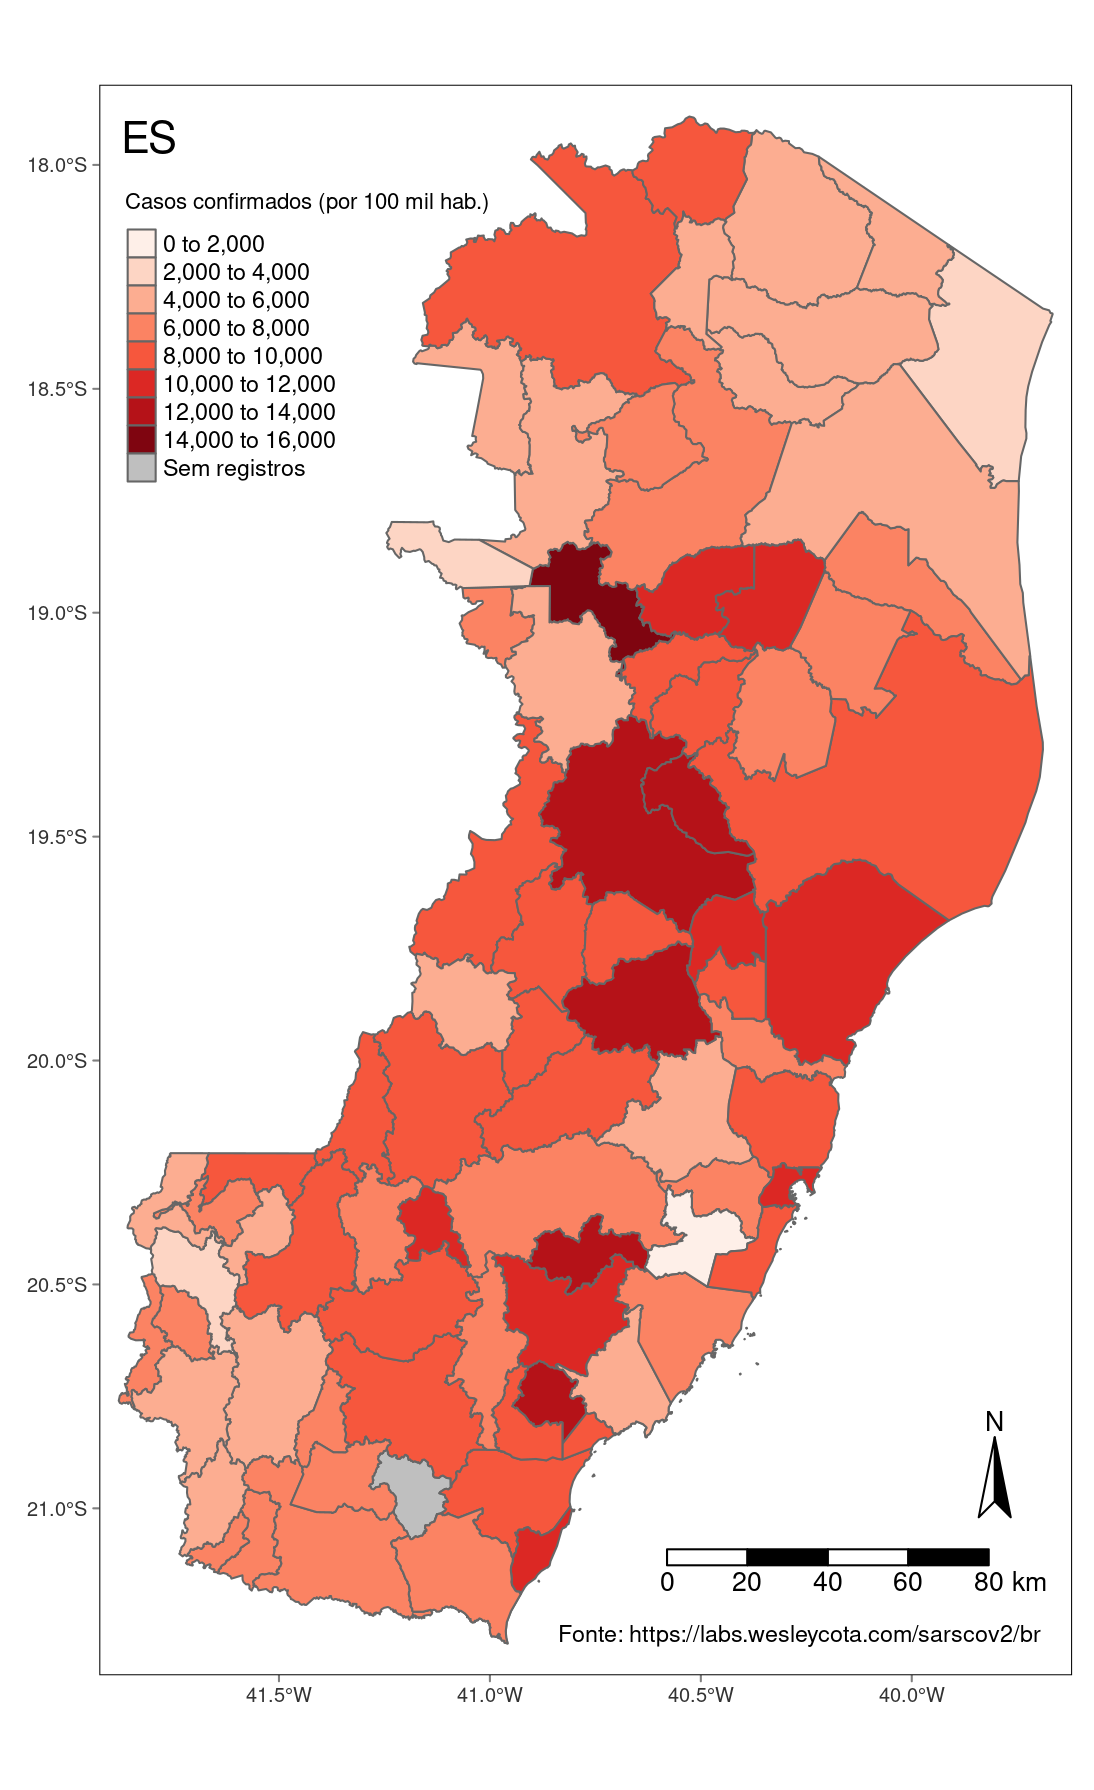 ES
Casos confirmados (por 100 mil hab.)
0 to 2,000
2,000 to 4,000
4,000 to 6,000
6,000 to 8,000
8,000 to 10,000
10,000 to 12,000
12,000 to 14,000
14,000 to 16,000
Sem registros
18.0°S
18.5°S
19.0°S
19.5°S
20.0°S
20.5°S
21.0°S
N
0 20 40 60 80 km
Fonte: https://labs.wesleycota.com/sarscov2/br
41.5°W 41.0°W 40.5°W 40.0°W